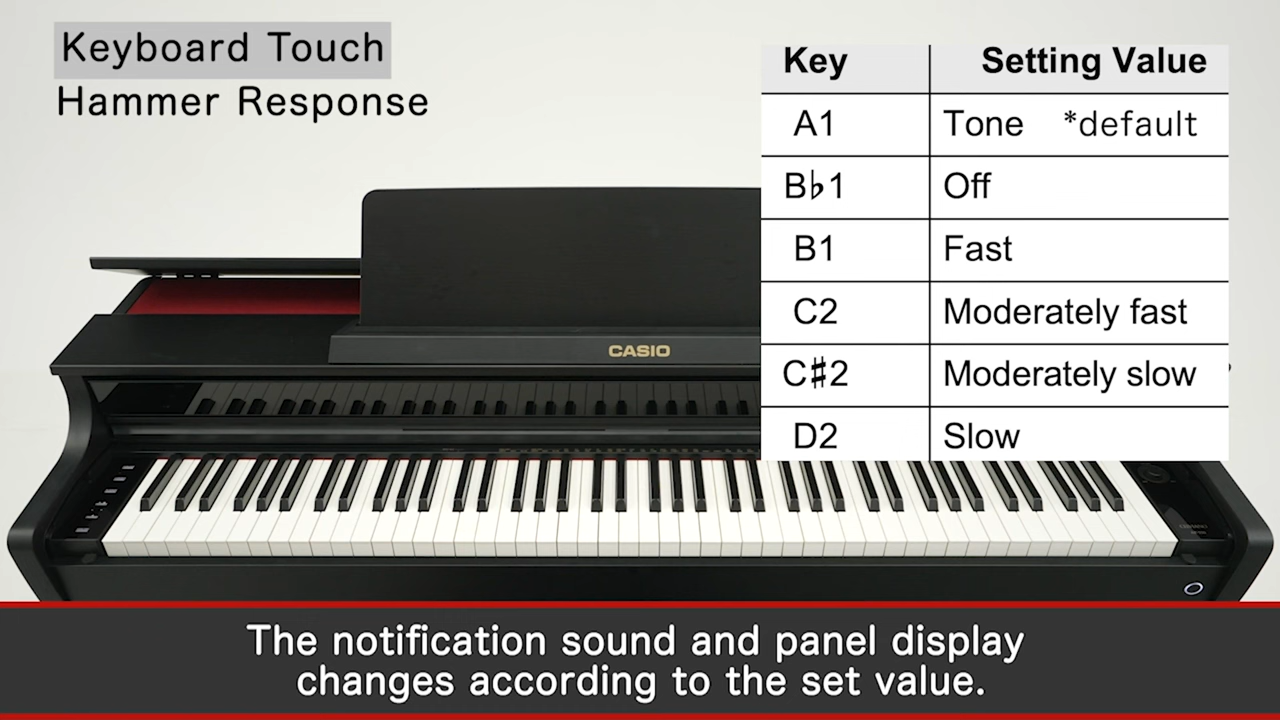 Keyboard Touch
Hammer Response
Key Setting Value
A1 Tone *default
B♭1 Off
B1 Fast
C2 Moderately fast
C♯2 Moderately slow
D2 Slow
CASIO
The notification sound and panel display
changes according to the set value.